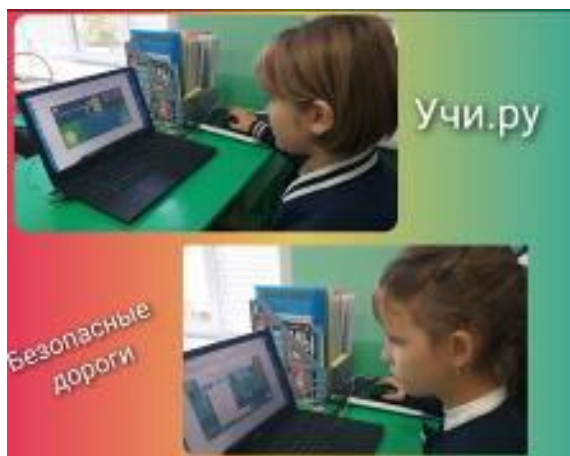 Учи.ру
Безопасные
дороги